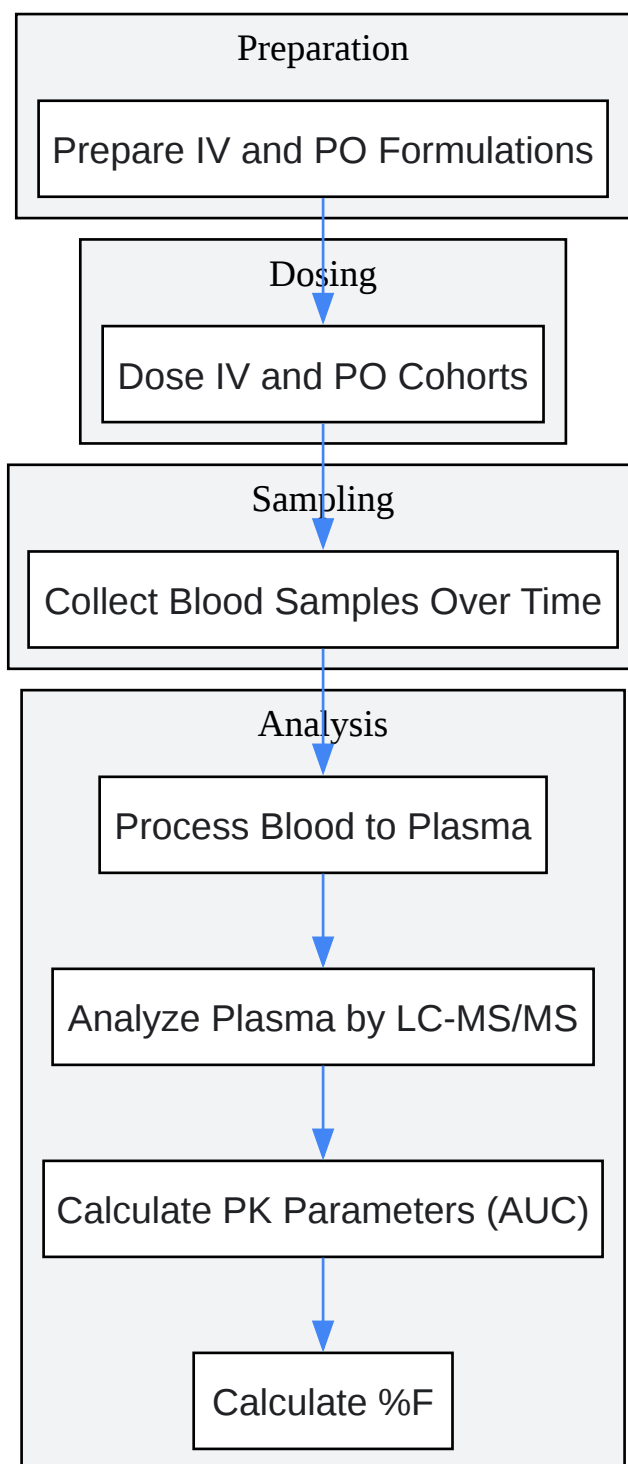 Preparation
Prepare IV and PO Formulations
Dosing
Dose IV and PO Cohorts
Sampling
Collect Blood Samples Over Time
Analysis
Process Blood to Plasma
Analyze Plasma by LC-MS/MS
Calculate PK Parameters (AUC)
Calculate %F